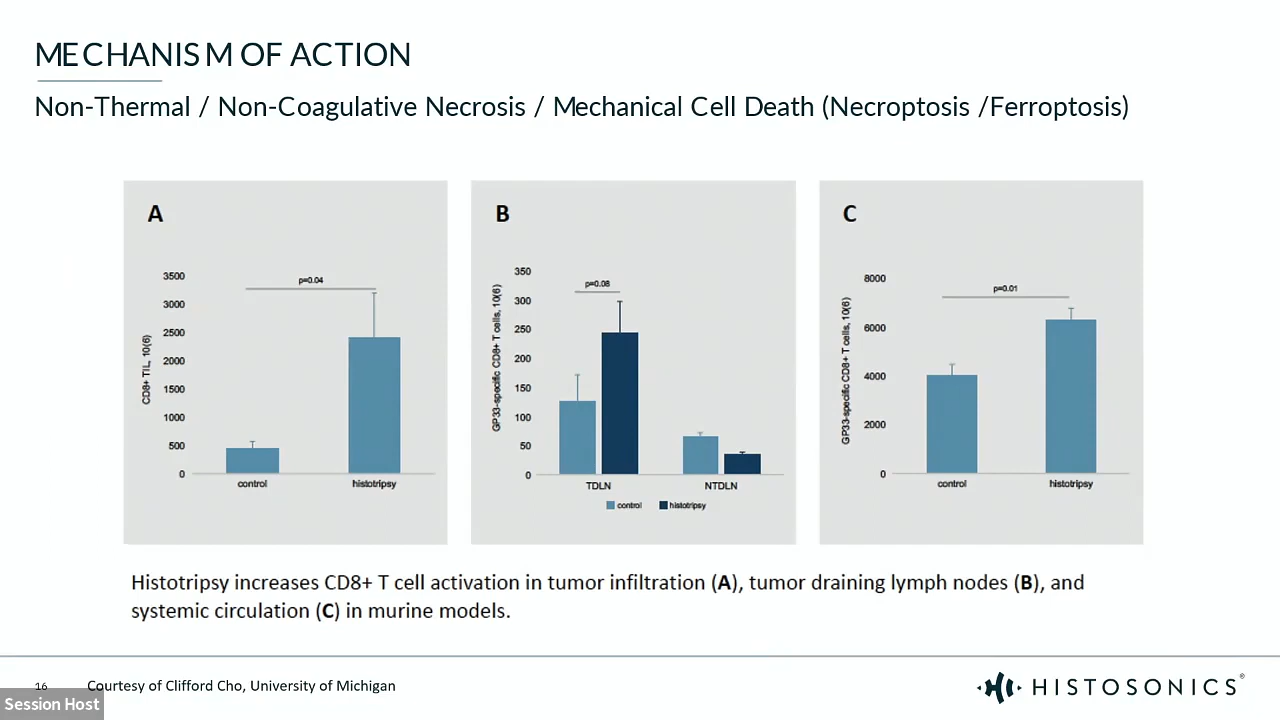 MECHANISM OF ACTION
Non-Thermal / Non-Coagulative Necrosis / Mechanical Cell Death (Necroptosis /Ferroptosis)
A
CD8+ TIL, 10(6)
3500
3000
2500
2000
1500
1000
500
0
p=0.04
control
histotripsy
B
GP33-specific CD8+ T cells, 10(6)
350
300
250
200
150
100
50
0
p=0.08
TDLN
NTDLN
control
histotripsy
C
GP33-specific CD8+ T cells, 10(6)
8000
6000
4000
2000
0
p=0.01
control
histotripsy
Histotripsy increases CD8+ T cell activation in tumor infiltration (A), tumor draining lymph nodes (B), and
systemic circulation (C) in murine models.
16
Courtesy of Clifford Cho, University of Michigan
HISTOSONICS®
Session Host